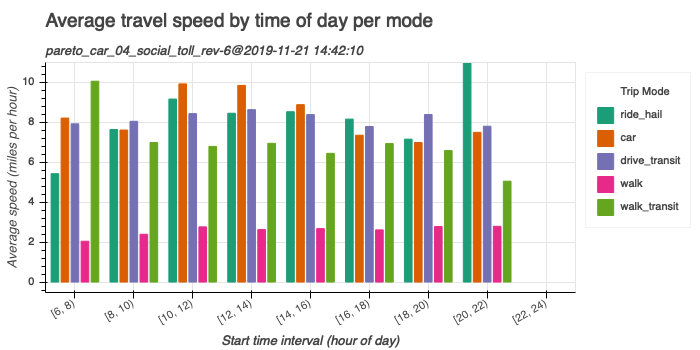 Average travel speed by time of day per mode
pareto_car_04_social_toll_rev-6@2019-11-21 14:42:10
Average speed (miles per hour)
10
8
6
4
2
0
[6, 8)
[8, 10)
[10, 12)
[12, 14)
[14, 16)
[16, 18)
[18, 20)
[20, 22)
[22, 24)
Start time interval (hour of day)
Trip Mode
ride_hail
car
drive_transit
walk
walk_transit